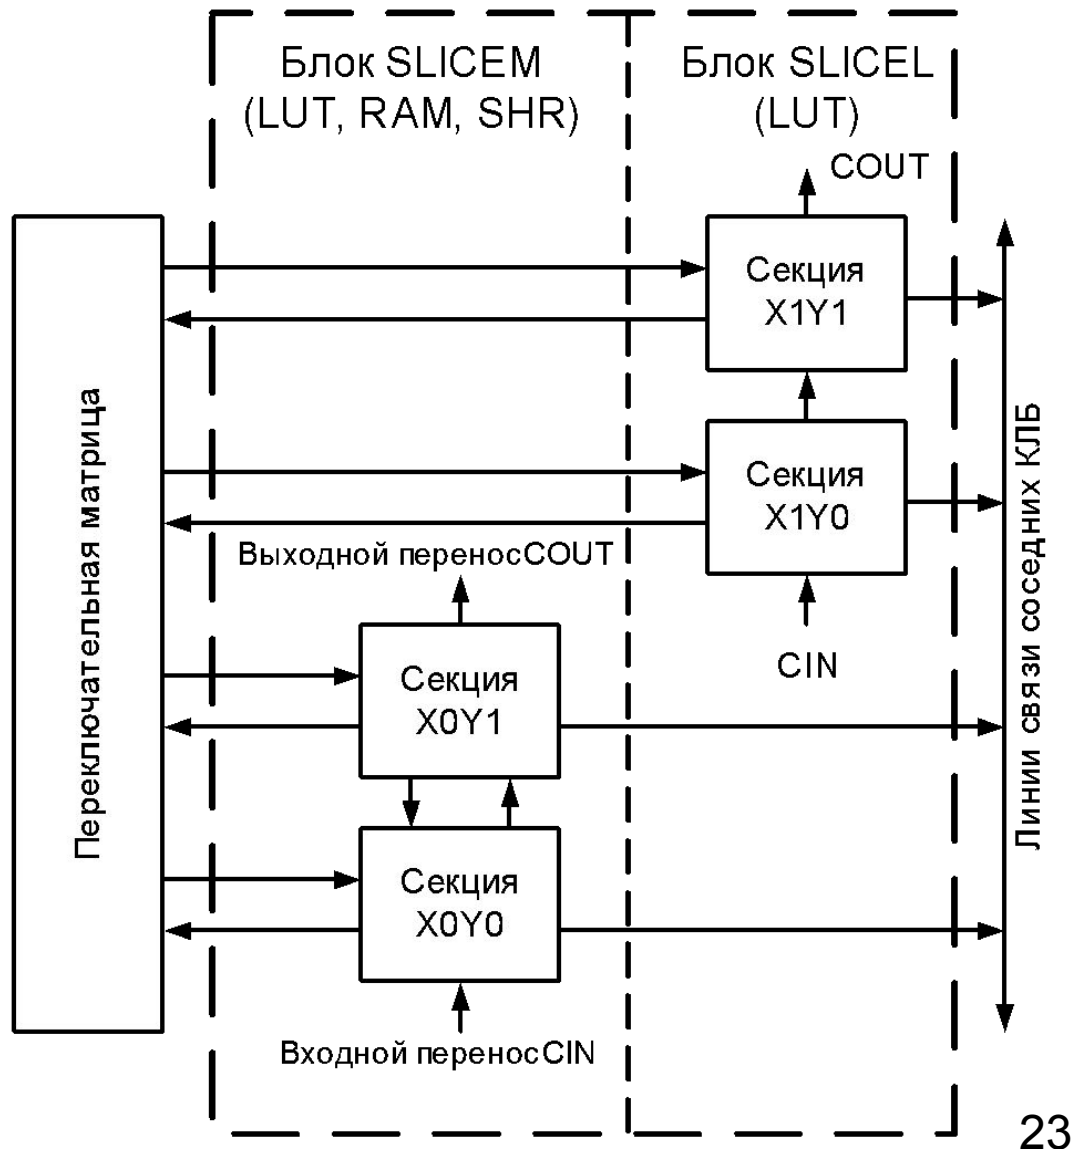 Блок SLICEM
(LUT, RAM, SHR)
Блок SLICEL
(LUT)
COUT
Секция
X1Y1
Секция
X1Y0
CIN
Выходной переносCOUT
Секция
X0Y1
Секция
X0Y0
Входной переносCIN
Переключательная матрица
Линии связи соседних КЛБ
23